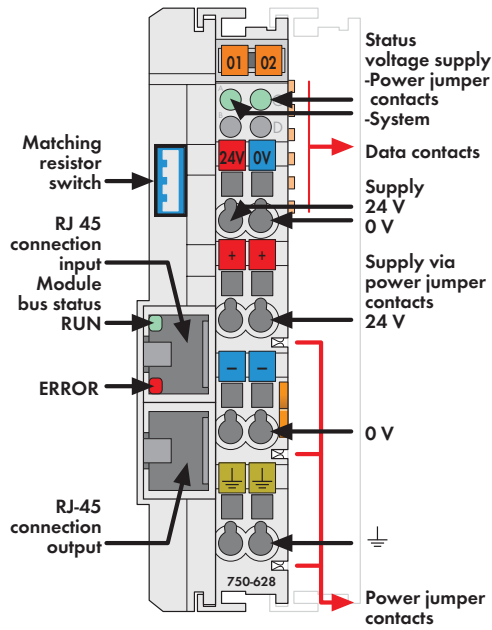 Matching
resistor
switch
RJ 45
connection
input
Module
bus status
RUN
ERROR
RJ-45
connection
output
01 02
A C
B D
24V 0V
+ +
– –
750-628
Status
voltage supply
-Power jumper
contacts
-System
Data contacts
Supply
24 V
0 V
Supply via
power jumper
contacts
24 V
0 V
Power jumper
contacts